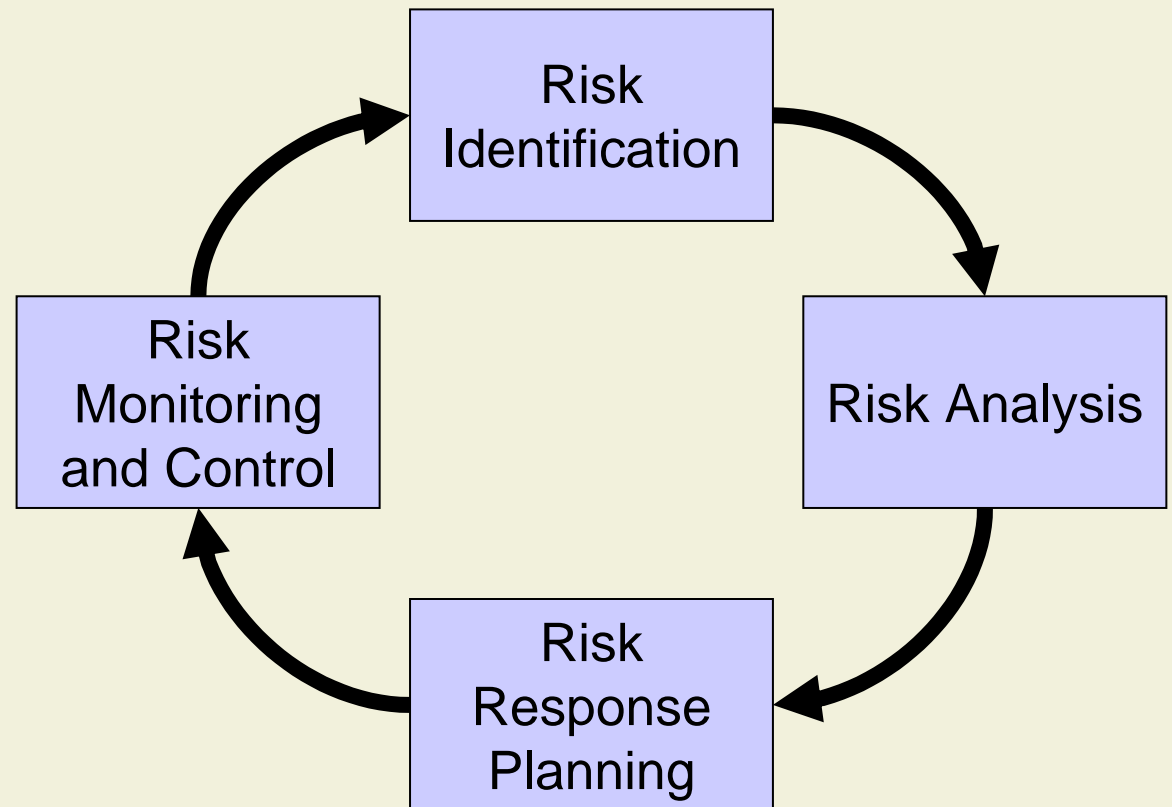 Risk
Identification
Risk
Monitoring
and Control
Risk Analysis
Risk
Response
Planning